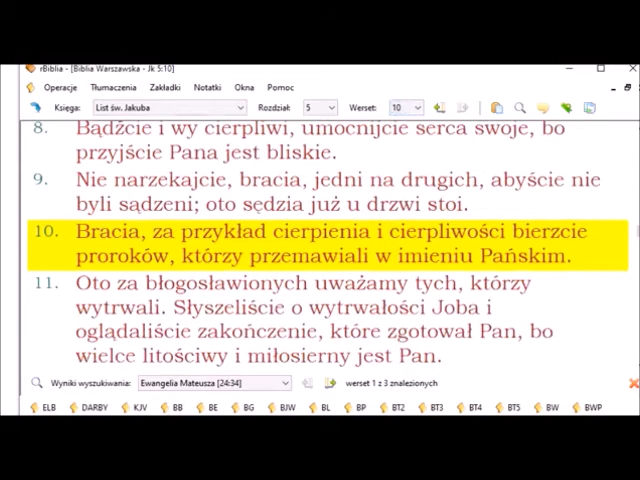 rBiblia - [Biblia Warszawska - Jk 5:10]
Operacje Tłumaczenia Zakładki Notatki Okna Pomoc
Księga: List św. Jakuba Rozdział: 5 Werset: 10
8. Bądźcie i wy cierpliwi, umocnijcie serca swoje, bo
przyjście Pana jest bliskie.
9. Nie narzekajcie, bracia, jedni na drugich, abyście nie
byli sądzeni; oto sędzia już u drzwi stoi.
10. Bracia, za przykład cierpienia i cierpliwości bierzcie
proroków, którzy przemawiali w imieniu Pańskim.
11. Oto za błogosławionych uważamy tych, którzy
wytrwali. Słyszeliście o wytrwałości Joba i
oglądaliście zakończenie, które zgotował Pan, bo
wielce litościwy i miłosierny jest Pan.
Wyniki wyszukiwania: Ewangelia Mateusza [24:34] werset 1 z 3 znalezionych
ELB DARBY KJV BB BE BG BJW BL BP BT2 BT3 BT4 BT5 BW BWP